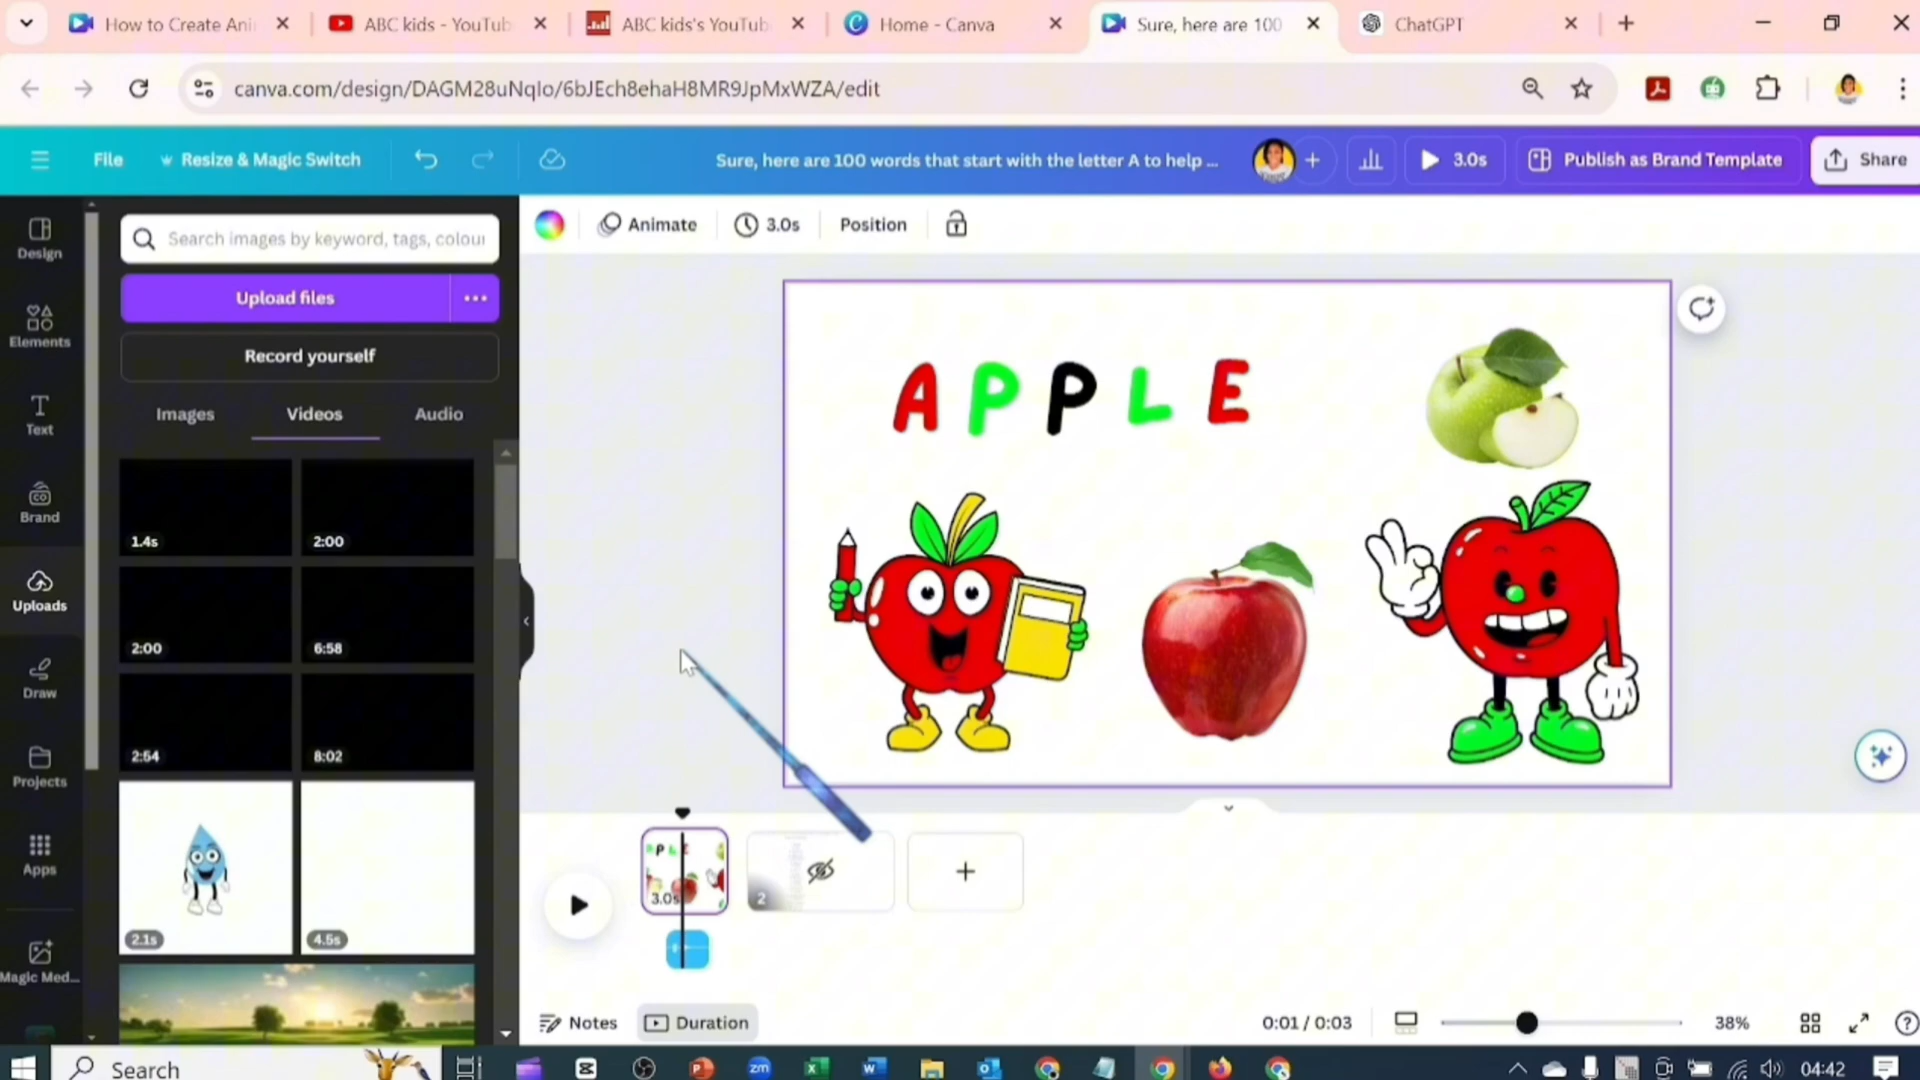 How to Create Ani
ABC kids - YouTub
ABC kids's YouTub
Home - Canva
Sure, here are 100
ChatGPT
canva.com/design/DAGM28uNqIo/6bJEch8ehaH8MR9JpMxWZA/edit
File
Resize & Magic Switch
Sure, here are 100 words that start with the letter A to help ...
3.0s
Publish as Brand Template
Share
Design
Elements
Text
Brand
Uploads
Draw
Projects
Apps
Magic Med...
Search images by keyword, tags, colour
Upload files
Record yourself
Images
Videos
Audio
1.4s
2:00
2:00
6:58
2:54
8:02
2.1s
4.5s
Animate
3.0s
Position
A P P L E
3.0s
2
Notes
Duration
0:01 / 0:03
38%
Search
zm
04:42